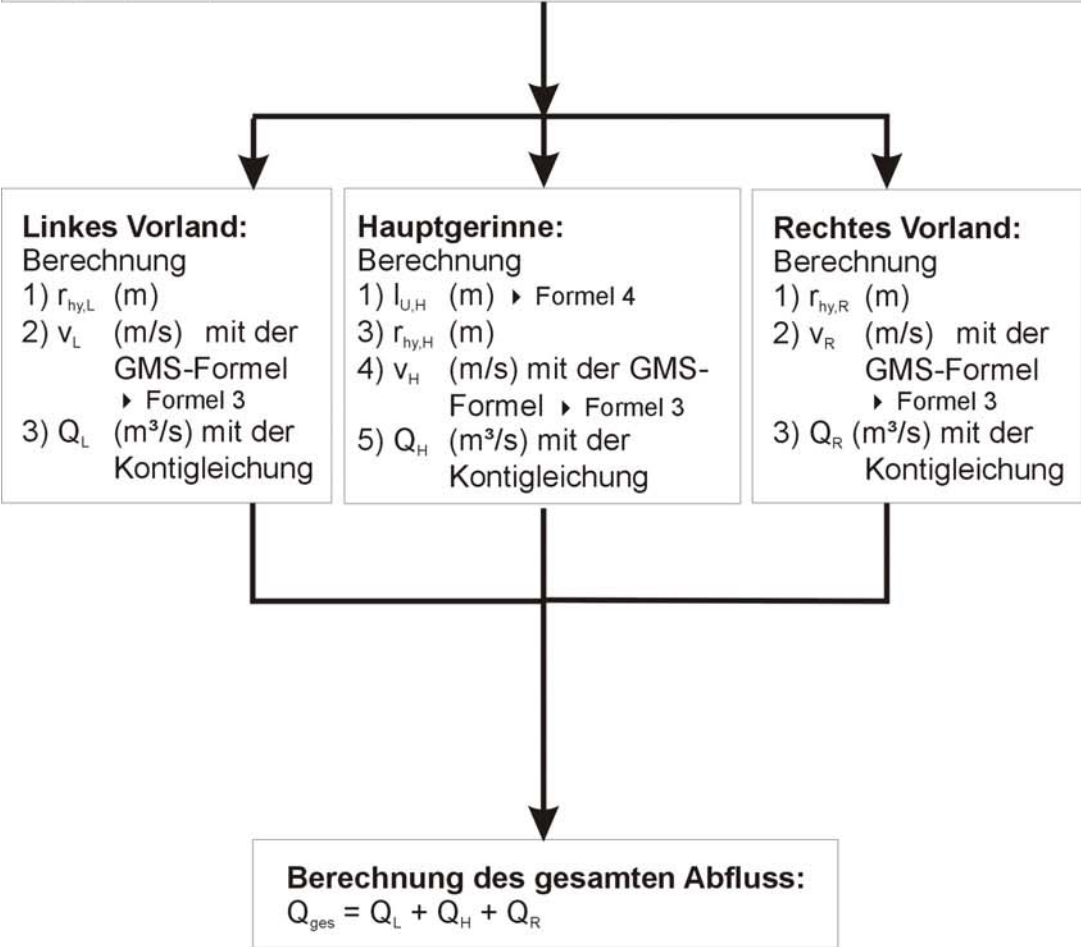 Linkes Vorland:
Berechnung
1) r_hy,L (m)
2) v_L (m/s) mit der
GMS-Formel
▸ Formel 3
3) Q_L (m³/s) mit der
Kontigleichung
Hauptgerinne:
Berechnung
1) l_U,H (m) ▸ Formel 4
3) r_hy,H (m)
4) v_H (m/s) mit der GMS-
Formel ▸ Formel 3
5) Q_H (m³/s) mit der
Kontigleichung
Rechtes Vorland:
Berechnung
1) r_hy,R (m)
2) v_R (m/s) mit der
GMS-Formel
▸ Formel 3
3) Q_R (m³/s) mit der
Kontigleichung
Berechnung des gesamten Abfluss:
Q_ges = Q_L + Q_H + Q_R